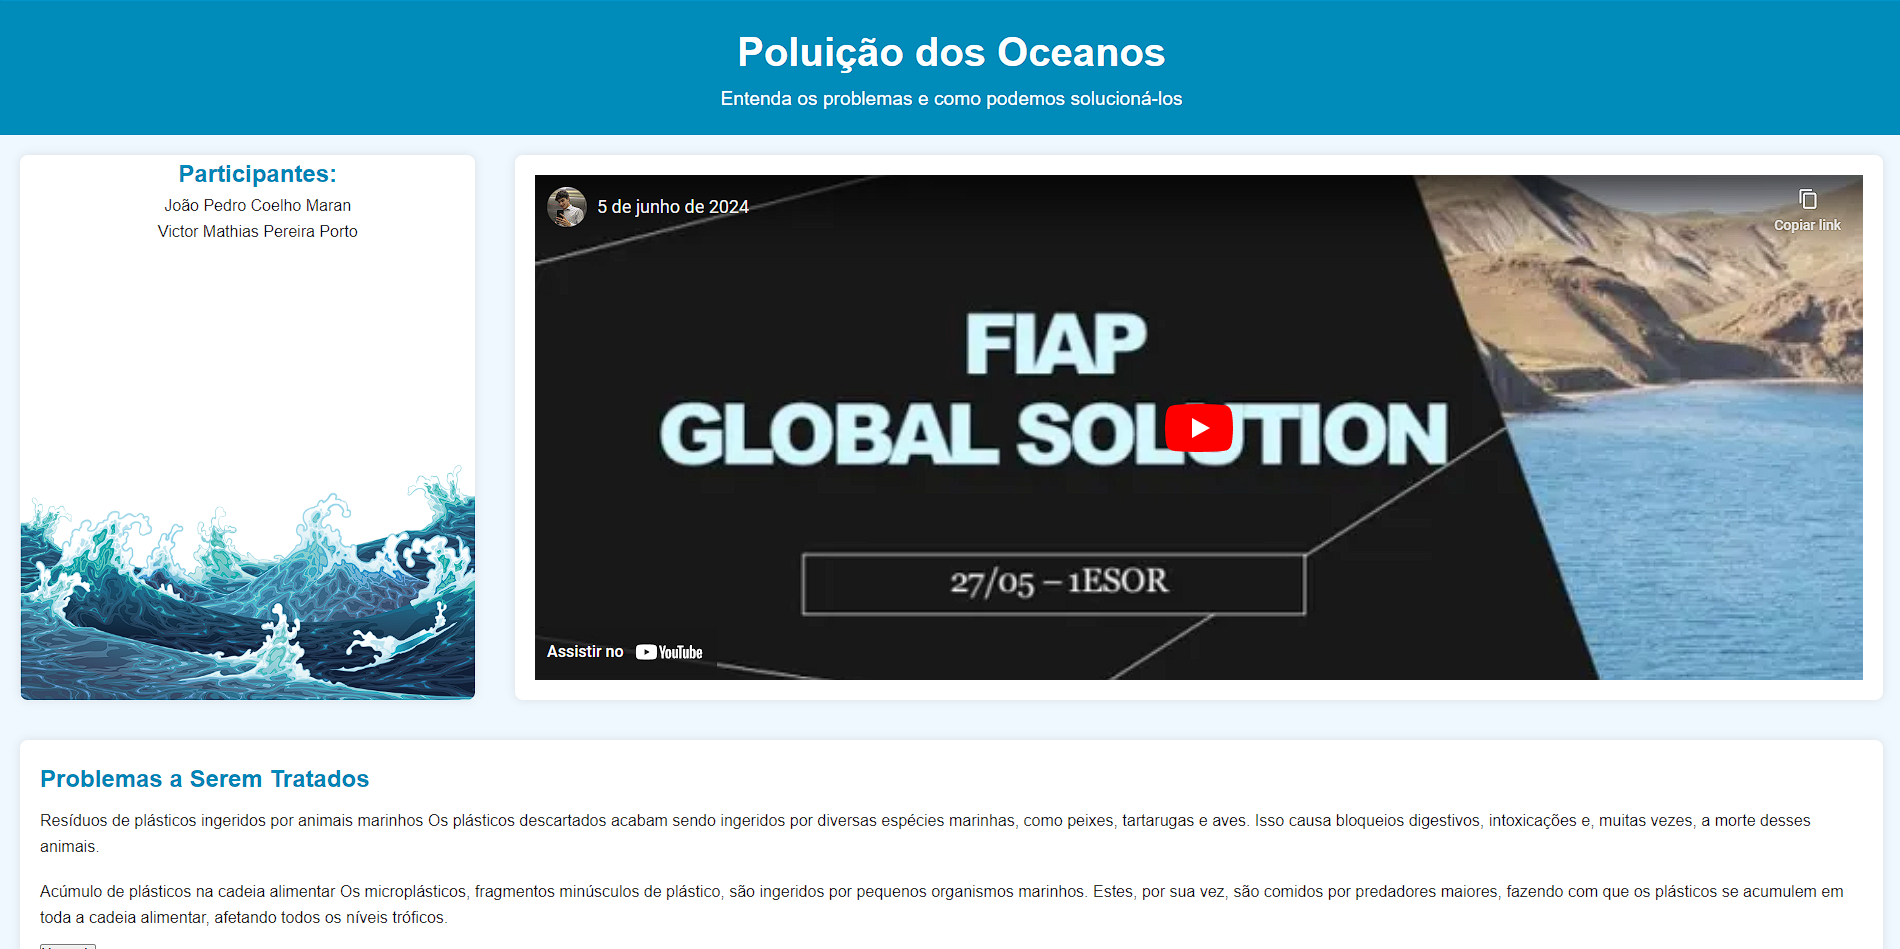 Poluição dos Oceanos
Entenda os problemas e como podemos solucioná-los
Participantes:
João Pedro Coelho Maran
Victor Mathias Pereira Porto
5 de junho de 2024
Copiar link
FIAP
GLOBAL SOLUTION
27/05 – 1ESOR
Assistir no YouTube
Problemas a Serem Tratados
Resíduos de plásticos ingeridos por animais marinhos Os plásticos descartados acabam sendo ingeridos por diversas espécies marinhas, como peixes, tartarugas e aves. Isso causa bloqueios digestivos, intoxicações e, muitas vezes, a morte desses
animais.
Acúmulo de plásticos na cadeia alimentar Os microplásticos, fragmentos minúsculos de plástico, são ingeridos por pequenos organismos marinhos. Estes, por sua vez, são comidos por predadores maiores, fazendo com que os plásticos se acumulem em
toda a cadeia alimentar, afetando todos os níveis tróficos.